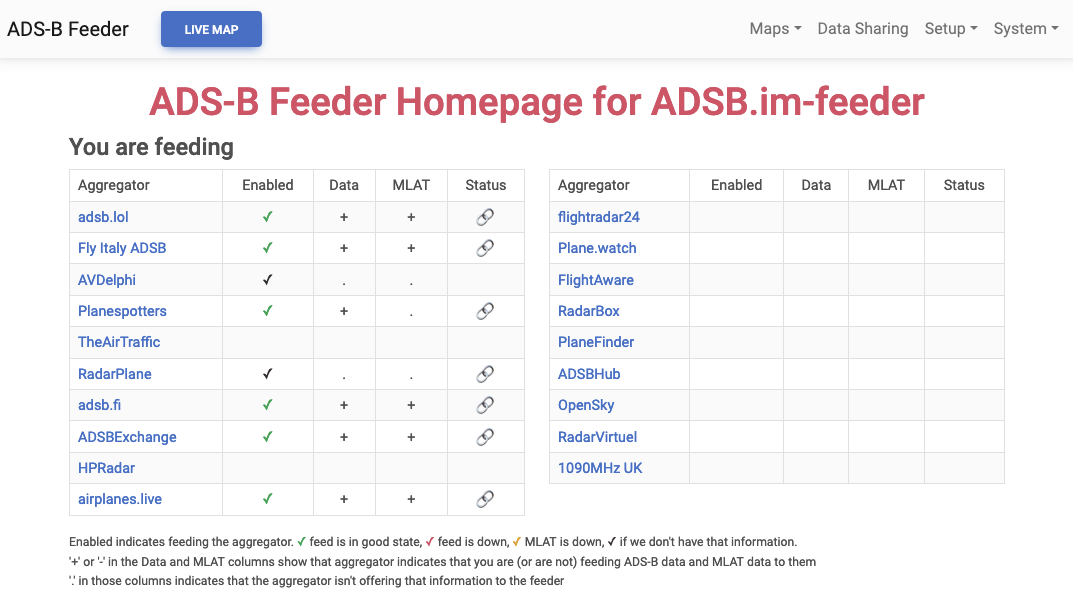 ADS-B Feeder LIVE MAP Maps Data Sharing Setup System
ADS-B Feeder Homepage for ADSB.im-feeder
You are feeding
Aggregator Enabled Data MLAT Status
adsb.lol ✓ + + 🔗
Fly Italy ADSB ✓ + + 🔗
AVDelphi ✓ . .
Planespotters ✓ + . 🔗
TheAirTraffic
RadarPlane ✓ . . 🔗
adsb.fi ✓ + + 🔗
ADSBExchange ✓ + + 🔗
HPRadar
airplanes.live ✓ + + 🔗
Aggregator Enabled Data MLAT Status
flightradar24
Plane.watch
FlightAware
RadarBox
PlaneFinder
ADSBHub
OpenSky
RadarVirtuel
1090MHz UK
Enabled indicates feeding the aggregator. ✓ feed is in good state, ✓ feed is down, ✓ MLAT is down, ✓ if we don't have that information.
'+' or '-' in the Data and MLAT columns show that aggregator indicates that you are (or are not) feeding ADS-B data and MLAT data to them
'.' in those columns indicates that the aggregator isn't offering that information to the feeder